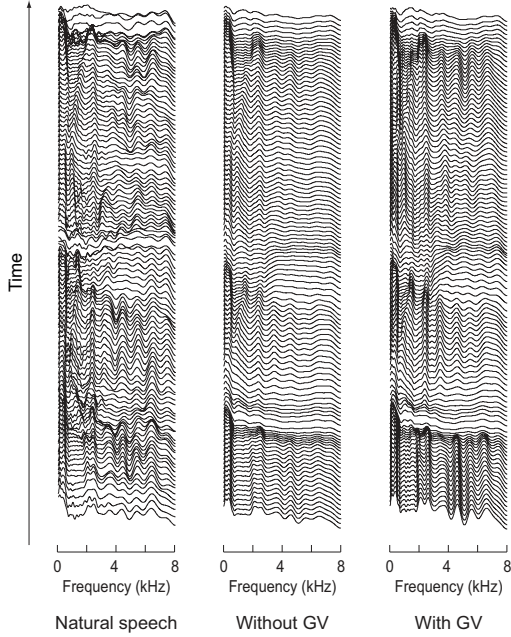 Time
0 4 8 0 4 8 0 4 8
Frequency (kHz) Frequency (kHz) Frequency (kHz)
Natural speech Without GV With GV